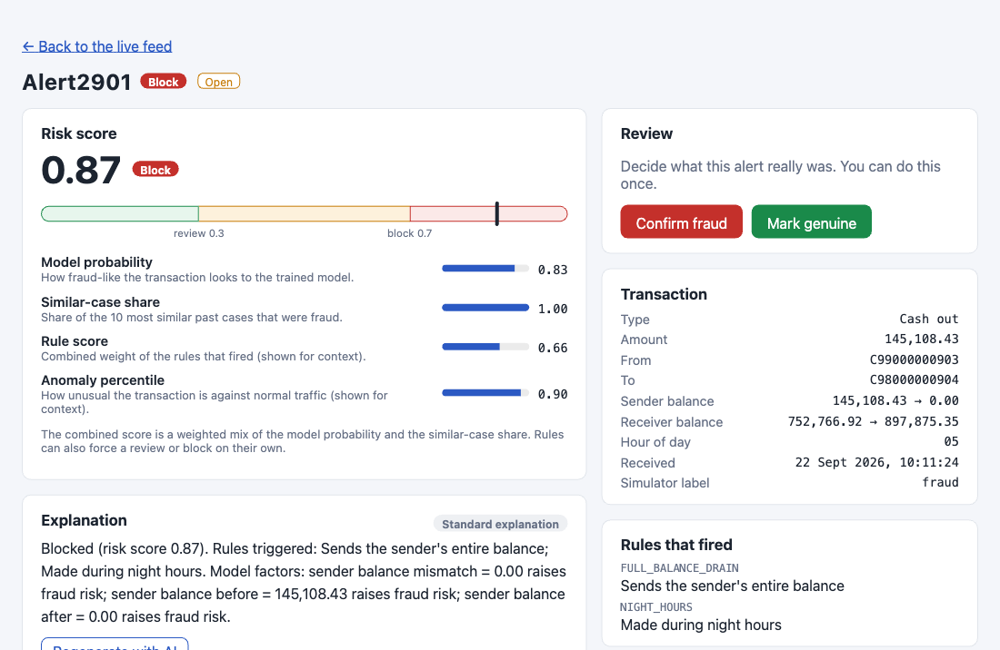 ← Back to the live feed
Alert2901 Block Open
Risk score
0.87 Block
review 0.3 block 0.7
Model probability
How fraud-like the transaction looks to the trained model.
0.83
Similar-case share
Share of the 10 most similar past cases that were fraud.
1.00
Rule score
Combined weight of the rules that fired (shown for context).
0.66
Anomaly percentile
How unusual the transaction is against normal traffic (shown for
context).
0.90
The combined score is a weighted mix of the model probability and the similar-case share. Rules
can also force a review or block on their own.
Explanation
Standard explanation
Blocked (risk score 0.87). Rules triggered: Sends the sender's entire balance;
Made during night hours. Model factors: sender balance mismatch = 0.00 raises
fraud risk; sender balance before = 145,108.43 raises fraud risk; sender balance
after = 0.00 raises fraud risk.
Regenerate with AI
Review
Decide what this alert really was. You can do this
once.
Confirm fraud Mark genuine
Transaction
Type Cash out
Amount 145,108.43
From C99000000903
To C98000000904
Sender balance 145,108.43 → 0.00
Receiver balance 752,766.92 → 897,875.35
Hour of day 05
Received 22 Sept 2026, 10:11:24
Simulator label fraud
Rules that fired
FULL_BALANCE_DRAIN
Sends the sender's entire balance
NIGHT_HOURS
Made during night hours